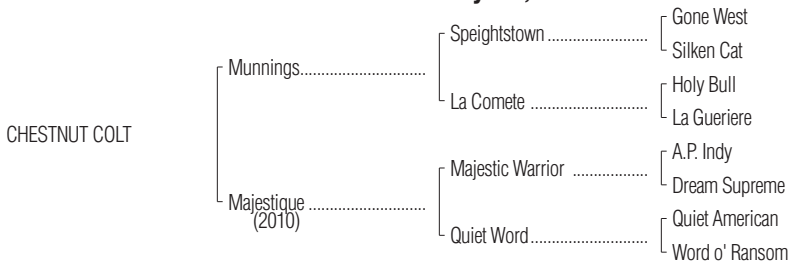 Gone West
Speightstown
Silken Cat
Munnings
Holy Bull
La Comete
La Gueriere
CHESTNUT COLT
A.P. Indy
Majestic Warrior
Dream Supreme
Majestique
(2010)
Quiet American
Quiet Word
Word o' Ransom